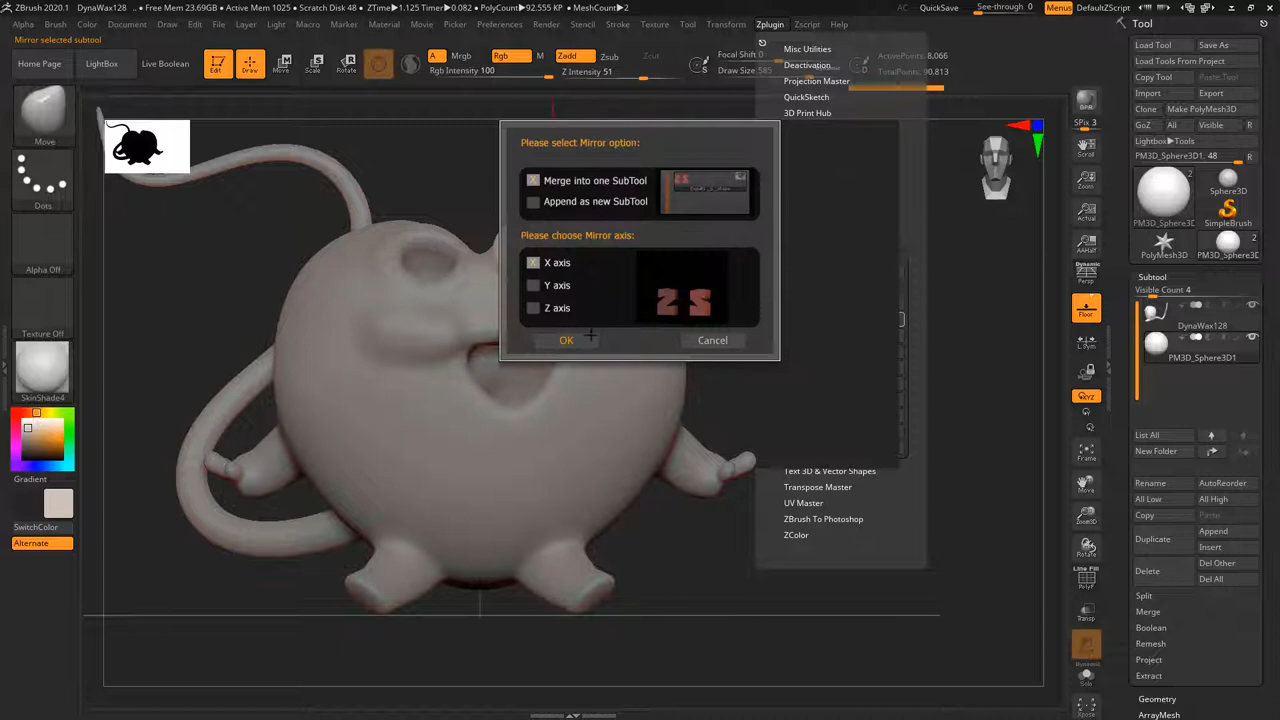 ZBrush 2020.1 DynaWax128 .. • Free Mem 23.69GB • Active Mem 1025 • Scratch Disk 48 • ZTime▶1.125 Timer▶0.082 • PolyCount▶92.555 KP • MeshCount▶2 AC QuickSave See-through 0 Menus DefaultZScript
Alpha Brush Color Document Draw Edit File Layer Light Macro Marker Material Movie Picker Preferences Render Stencil Stroke Texture Tool Transform Zplugin Zscript Help
Mirror selected subtool
Home Page LightBox Live Boolean Edit Draw Move Scale Rotate
A Mrgb Rgb M Zadd Zsub Zcut
Rgb Intensity 100 Z Intensity 51
Focal Shift 0
Draw Size 585
ActivePoints: 8,066
TotalPoints: 90,813
Misc Utilities
Deactivation
Projection Master
QuickSketch
3D Print Hub
Text 3D & Vector Shapes
Transpose Master
UV Master
ZBrush To Photoshop
ZColor
Please select Mirror option:
X Merge into one SubTool
Append as new SubTool
Please choose Mirror axis:
X X axis
Y axis
Z axis
OK Cancel
Move
Dots
Alpha Off
Texture Off
SkinShade4
Gradient
SwitchColor
Alternate
BPR
SPix 3
Scroll
Zoom
Actual
AAHalf
Dynamic
Persp
Floor
L.Sym
XYZ
Frame
Move
Zoom3D
Rotate
Line Fill
PolyF
Transp
Dynamic
Solo
Xpose
Tool
Load Tool Save As
Load Tools From Project
Copy Tool Paste Tool
Import Export
Clone Make PolyMesh3D
GoZ All Visible R
Lightbox▶Tools
PM3D_Sphere3D1. 48 R
2
Sphere3D
PM3D_Sphere3D SimpleBrush
2
PolyMesh3D PM3D_Sphere3D
Subtool
Visible Count 4
DynaWax128
PM3D_Sphere3D1
List All
New Folder
Rename AutoReorder
All Low All High
Copy Paste
Duplicate Append
Insert
Delete Del Other
Del All
Split
Merge
Boolean
Remesh
Project
Extract
Geometry
ArrayMesh